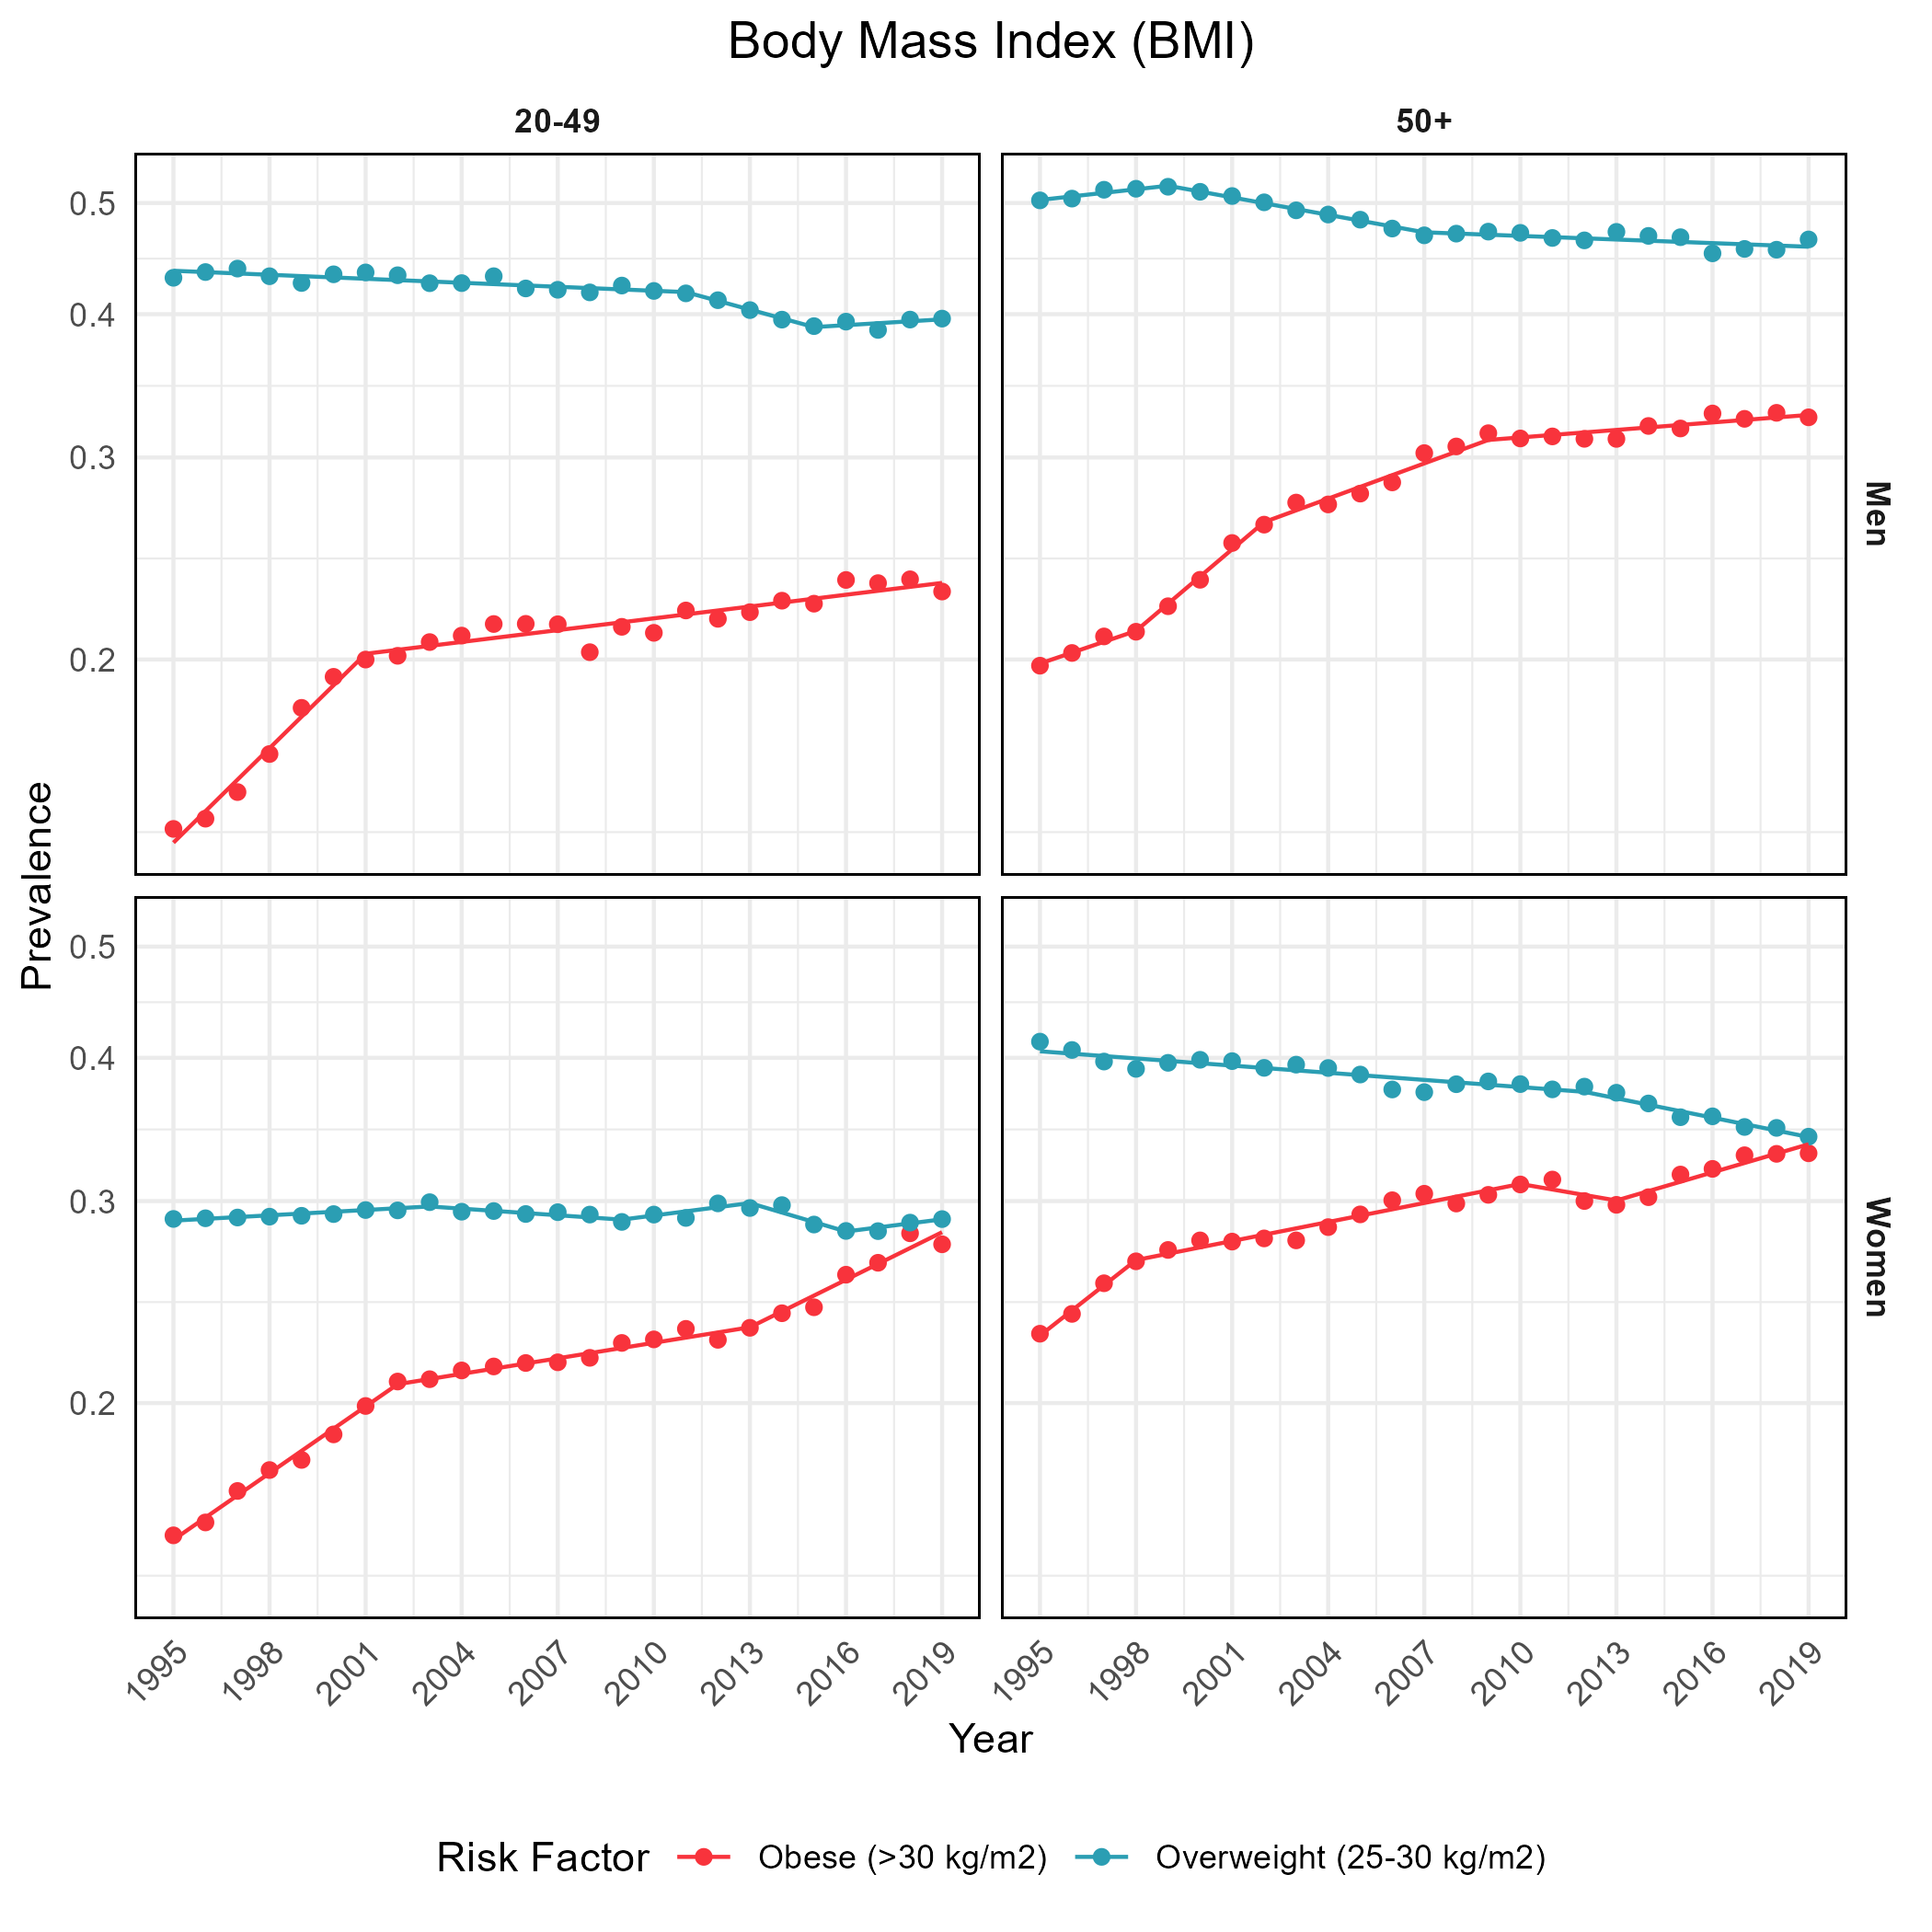 Body Mass Index (BMI)
20-49
50+
0.5
0.4
0.3
0.2
Men
Prevalence
0.5
0.4
0.3
0.2
Women
1995 1998 2001 2004 2007 2010 2013 2016 2019
1995 1998 2001 2004 2007 2010 2013 2016 2019
Year
Risk Factor Obese (>30 kg/m2) Overweight (25-30 kg/m2)